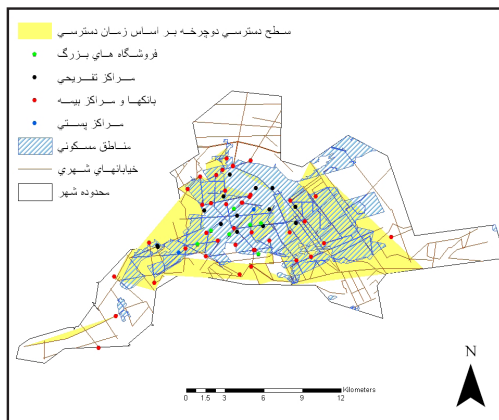 سطح دسترسي دوچرخه بر اساس زمان دسترسي
فروشگاه هاي بزرگ
مراكز تفريحي
بانكها و مراكز بيمه
مراكز پستي
مناطق مسكوني
خيابانهاي شهري
محدوده شهر
N
Kilometers
0 1.5 3 6 9 12